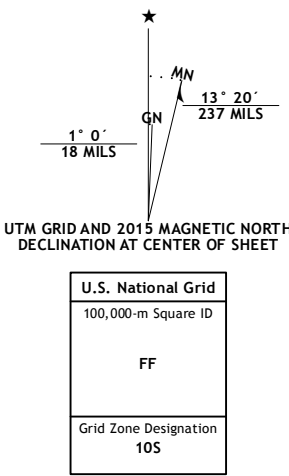 ★
MN
GN
13° 20´
237 MILS
1° 0´
18 MILS
UTM GRID AND 2015 MAGNETIC NORTH
DECLINATION AT CENTER OF SHEET
U.S. National Grid
100,000-m Square ID
FF
Grid Zone Designation
10S